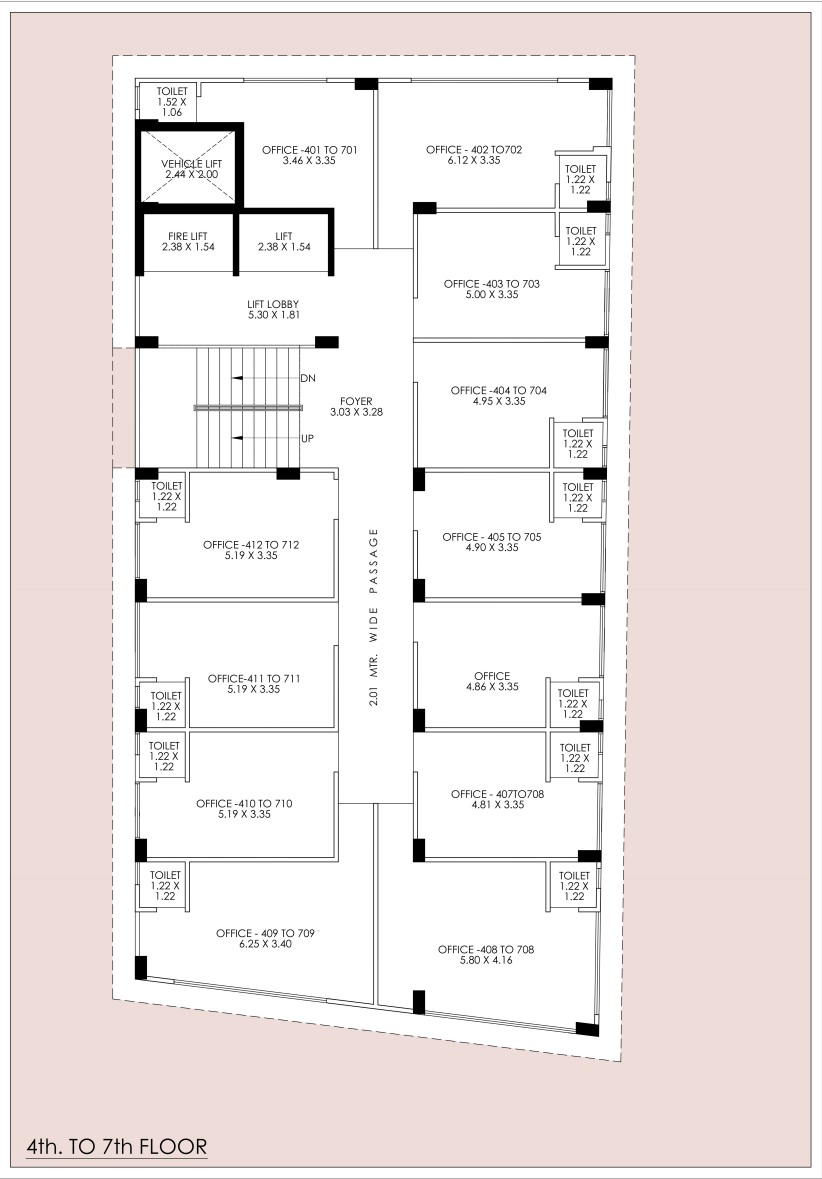 TOILET
1.52 X
1.06
OFFICE -401 TO 701
3.46 X 3.35
OFFICE - 402 TO702
6.12 X 3.35
VEHICLE LIFT
2.44 X 2.00
TOILET
1.22 X
1.22
FIRE LIFT
2.38 X 1.54
LIFT
2.38 X 1.54
TOILET
1.22 X
1.22
OFFICE -403 TO 703
5.00 X 3.35
LIFT LOBBY
5.30 X 1.81
DN
FOYER
3.03 X 3.28
UP
OFFICE -404 TO 704
4.95 X 3.35
TOILET
1.22 X
1.22
TOILET
1.22 X
1.22
TOILET
1.22 X
1.22
OFFICE -412 TO 712
5.19 X 3.35
OFFICE - 405 TO 705
4.90 X 3.35
2.01 MTR. WIDE PASSAGE
OFFICE-411 TO 711
5.19 X 3.35
OFFICE
4.86 X 3.35
TOILET
1.22 X
1.22
TOILET
1.22 X
1.22
TOILET
1.22 X
1.22
TOILET
1.22 X
1.22
OFFICE -410 TO 710
5.19 X 3.35
OFFICE - 407TO708
4.81 X 3.35
TOILET
1.22 X
1.22
TOILET
1.22 X
1.22
OFFICE - 409 TO 709
6.25 X 3.40
OFFICE -408 TO 708
5.80 X 4.16
4th. TO 7th FLOOR